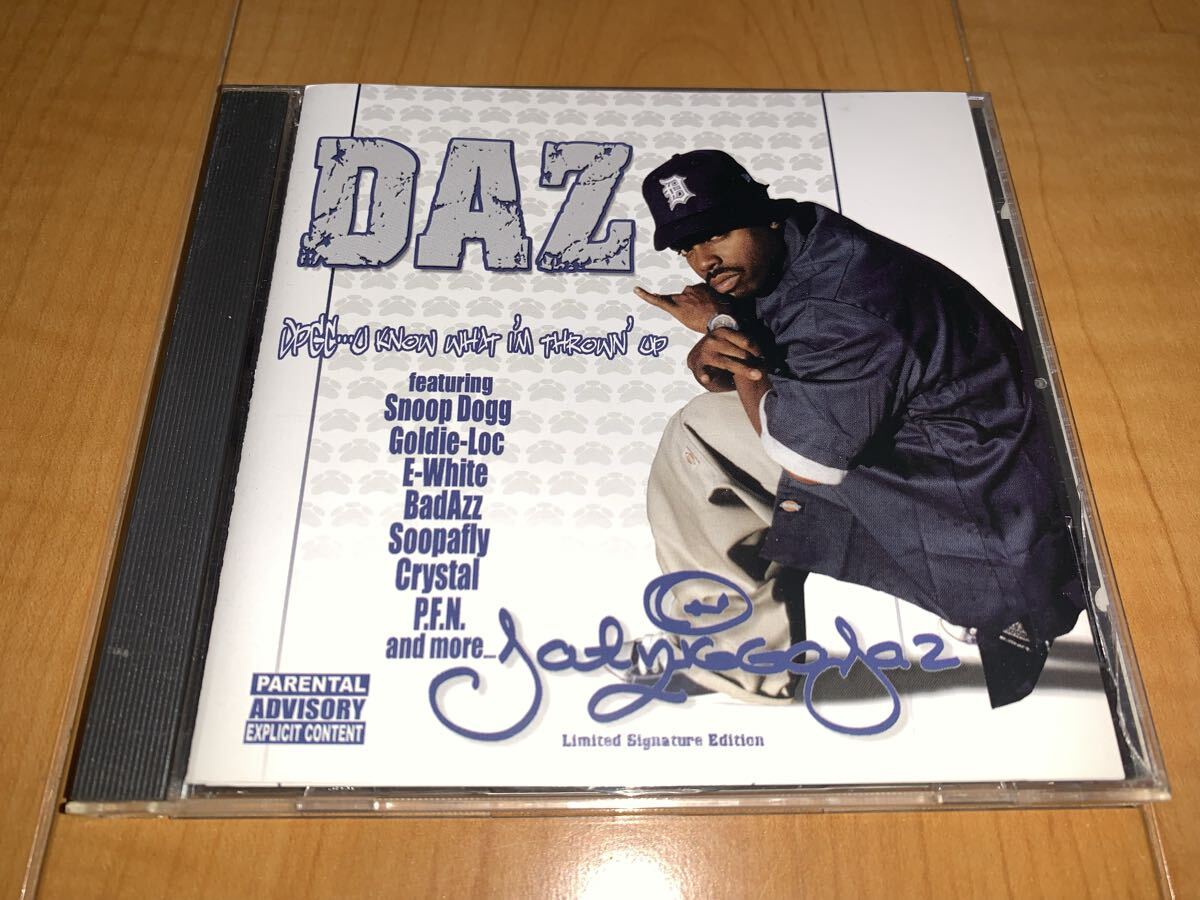 DAZ
D
DPGC...U KNOW WHAT I'M THROWN' UP
featuring
Snoop Dogg
Goldie-Loc
E-White
BadAzz
Soopafly
Crystal
P.F.N.
and more...
DatNiggaDaz
PARENTAL
ADVISORY
EXPLICIT CONTENT
Limited Signature Edition